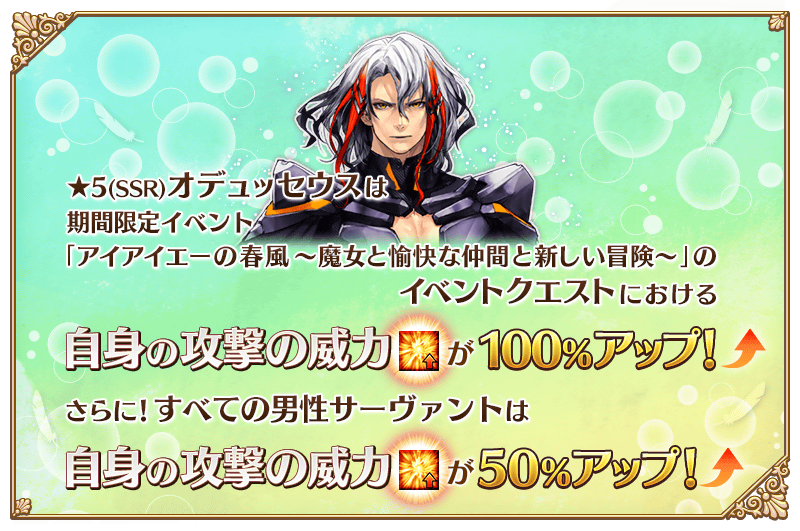 ★5(SSR)オデュッセウスは
期間限定イベント
「アイアイエーの春風 ～魔女と愉快な仲間と新しい冒険～」の
イベントクエストにおける
自身の攻撃の威力が100%アップ!
さらに!すべての男性サーヴァントは
自身の攻撃の威力が50%アップ!